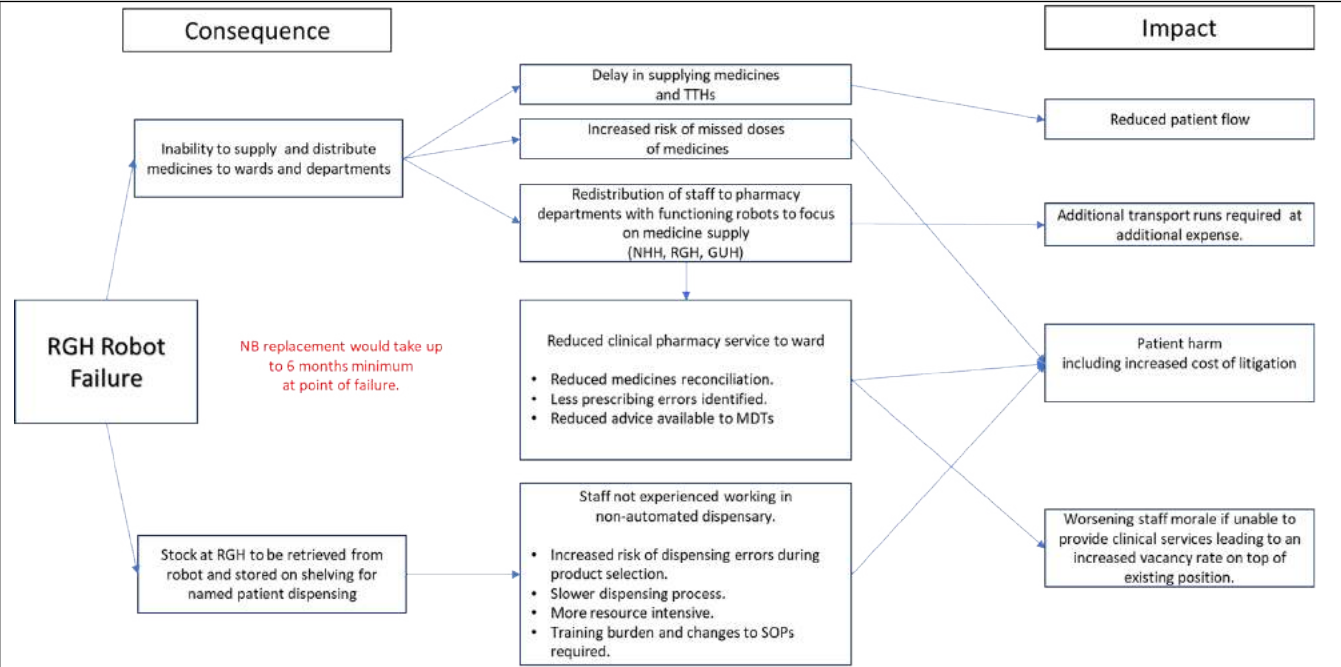 Consequence
Impact
Delay in supplying medicines
and TTHs
Reduced patient flow
Inability to supply and distribute
medicines to wards and departments
Increased risk of missed doses
of medicines
Redistribution of staff to pharmacy
departments with functioning robots to focus
on medicine supply
(NHH, RGH, GUH)
Additional transport runs required at
additional expense.
RGH Robot
Failure
NB replacement would take up
to 6 months minimum
at point of failure.
Reduced clinical pharmacy service to ward
• Reduced medicines reconciliation.
• Less prescribing errors identified.
• Reduced advice available to MDTs
Patient harm
including increased cost of litigation
Stock at RGH to be retrieved from
robot and stored on shelving for
named patient dispensing
Staff not experienced working in
non-automated dispensary.
• Increased risk of dispensing errors during
product selection.
• Slower dispensing process.
• More resource intensive.
• Training burden and changes to SOPs
required.
Worsening staff morale if unable to
provide clinical services leading to an
increased vacancy rate on top of
existing position.